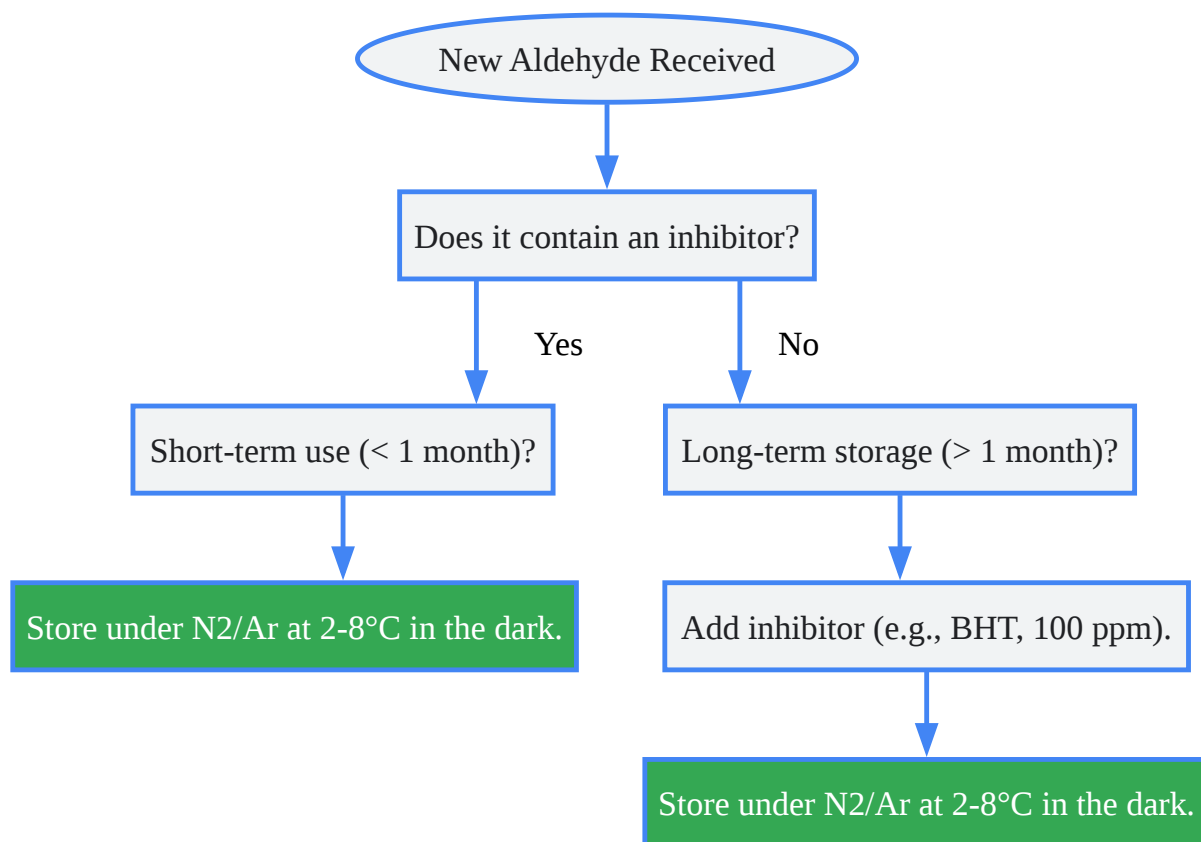 New Aldehyde Received
Does it contain an inhibitor?
Yes
No
Short-term use (< 1 month)?
Long-term storage (> 1 month)?
Store under N2/Ar at 2-8°C in the dark.
Add inhibitor (e.g., BHT, 100 ppm).
Store under N2/Ar at 2-8°C in the dark.